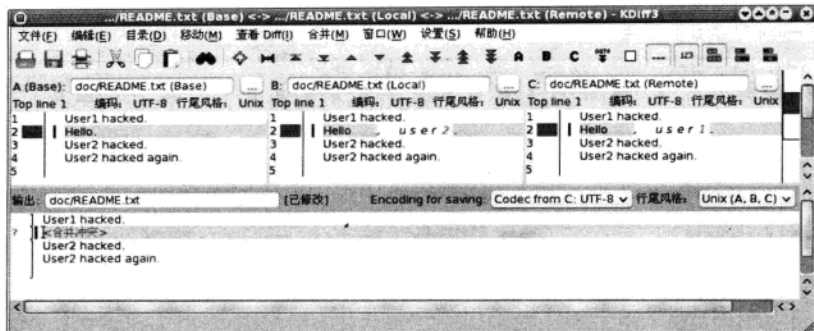 .../README.txt (Base) <-> .../README.txt (Local) <-> .../README.txt (Remote) - KDiff3
文件(F) 编辑(E) 目录(D) 移动(M) 查看 Diff(I) 合并(M) 窗口(W) 设置(S) 帮助(H)
A B C AUTO 123
A (Base): doc/README.txt (Base) ... B: doc/README.txt (Local) ... C: doc/README.txt (Remote) ...
Top line 1 编码: UTF-8 行尾风格: Unix Top line 1 编码: UTF-8 行尾风格: Unix Top line 1 编码: UTF-8 行尾风格: Unix
1 User1 hacked. 1 User1 hacked. 1 User1 hacked.
2 Hello. 2 Hello , user2. 2 Hello , user1.
3 User2 hacked. 3 User2 hacked. 3 User2 hacked.
4 User2 hacked again. 4 User2 hacked again. 4 User2 hacked again.
5 5 5
输出: doc/README.txt [已修改] Encoding for saving: Codec from C: UTF-8 行尾风格: Unix (A, B, C)
User1 hacked.
? <合并冲突>
User2 hacked.
User2 hacked again.